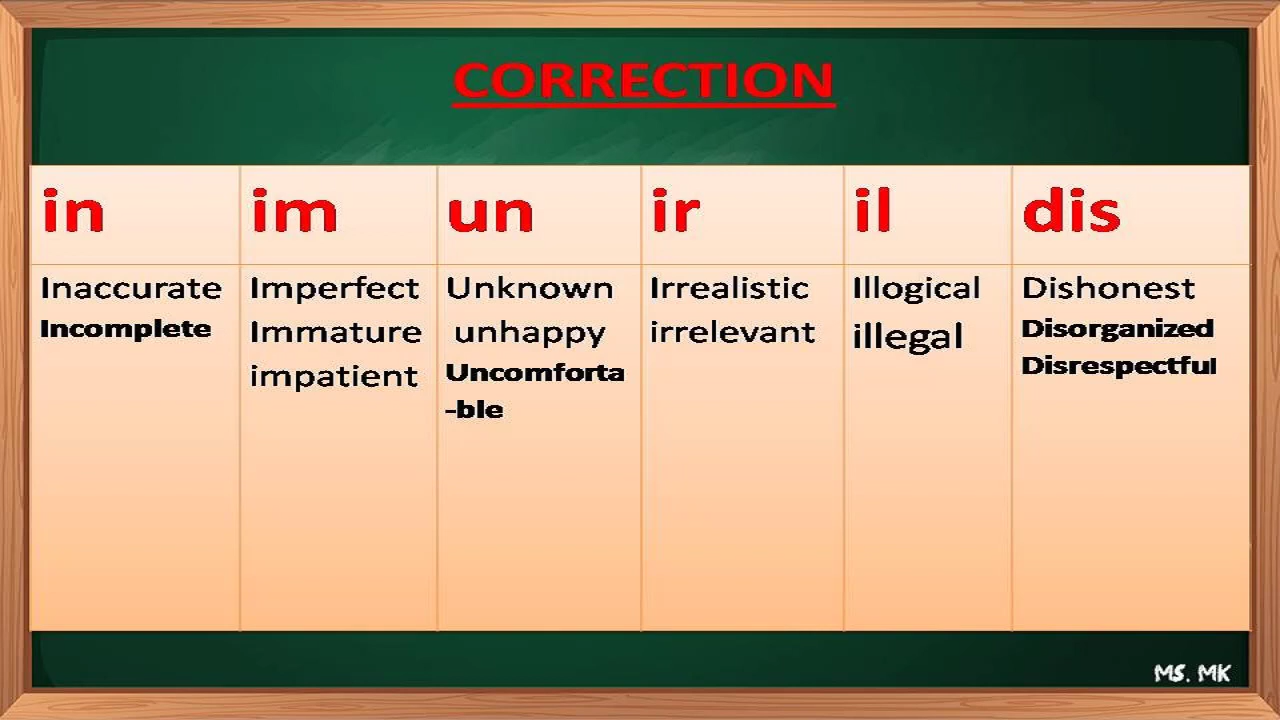 CORRECTION
in
im
un
ir
il
dis
Inaccurate
Incomplete
Imperfect
Immature
impatient
Unknown
unhappy
Uncomforta
-ble
Irrealistic
irrelevant
Illogical
illegal
Dishonest
Disorganized
Disrespectful
MS. MK